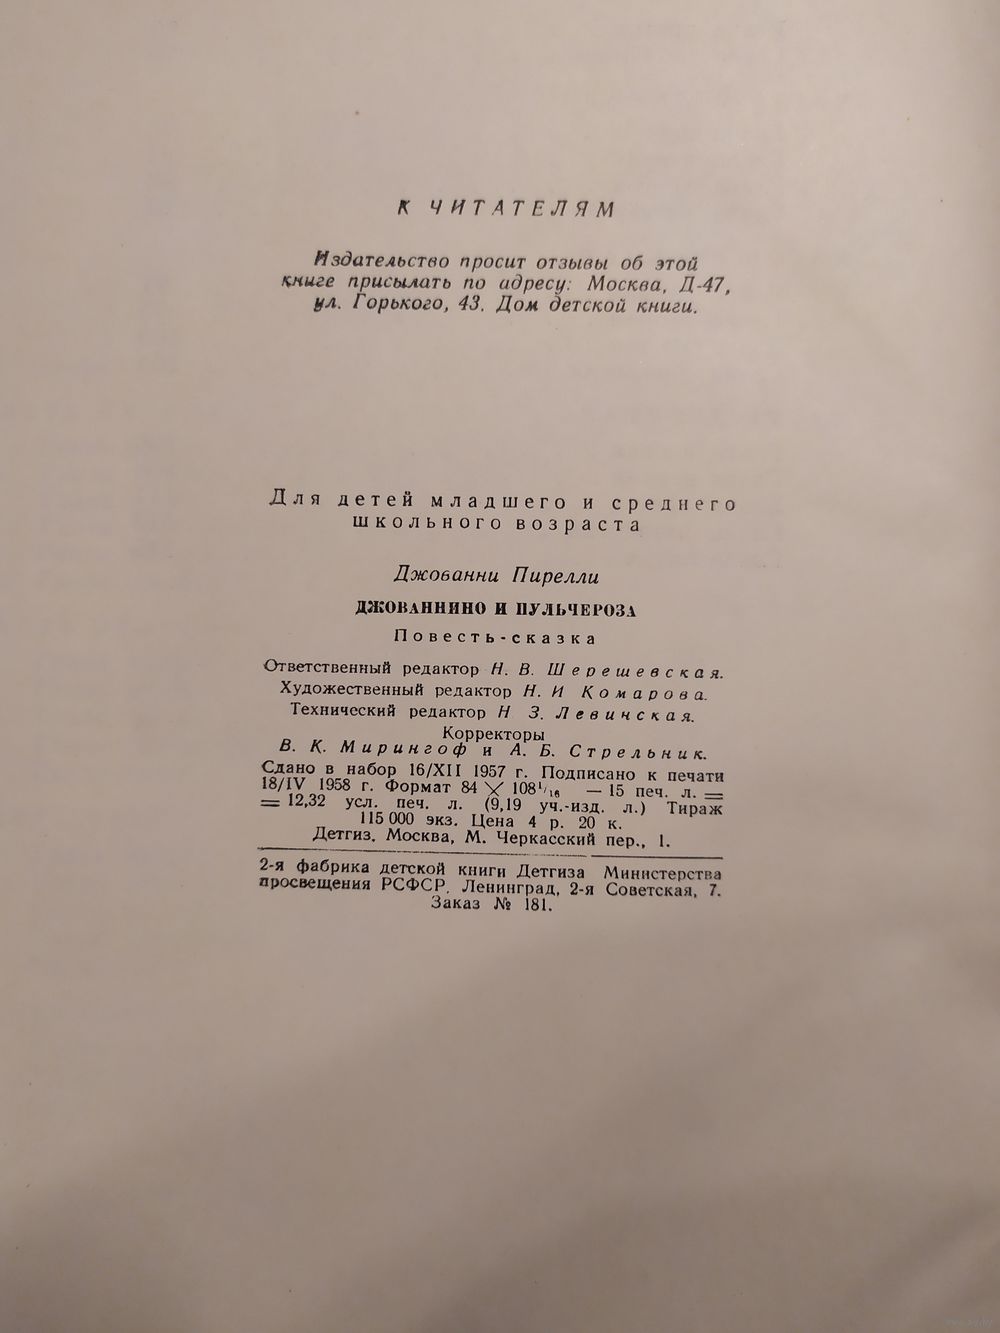 К ЧИТАТЕЛЯМ
Издательство просит отзывы об этой
книге присылать по адресу: Москва, Д-47,
ул. Горького, 43. Дом детской книги.
Для детей младшего и среднего
школьного возраста
Джованни Пирелли
ДЖОВАННИНО И ПУЛЬЧЕРОЗА
Повесть-сказка
Ответственный редактор Н. В. Шерешевская.
Художественный редактор Н. И Комарова.
Технический редактор Н З. Левинская.
Корректоры
В. К. Мирингоф и А. Б. Стрельник.
Сдано в набор 16/XII 1957 г. Подписано к печати
18/IV 1958 г. Формат 84 × 108¹/₁₆ — 15 печ. л. =
= 12,32 усл. печ. л. (9,19 уч.-изд. л.) Тираж
115 000 экз. Цена 4 р. 20 к.
Детгиз. Москва, М. Черкасский пер., 1.
2-я фабрика детской книги Детгиза Министерства
просвещения РСФСР. Ленинград, 2-я Советская, 7.
Заказ № 181.